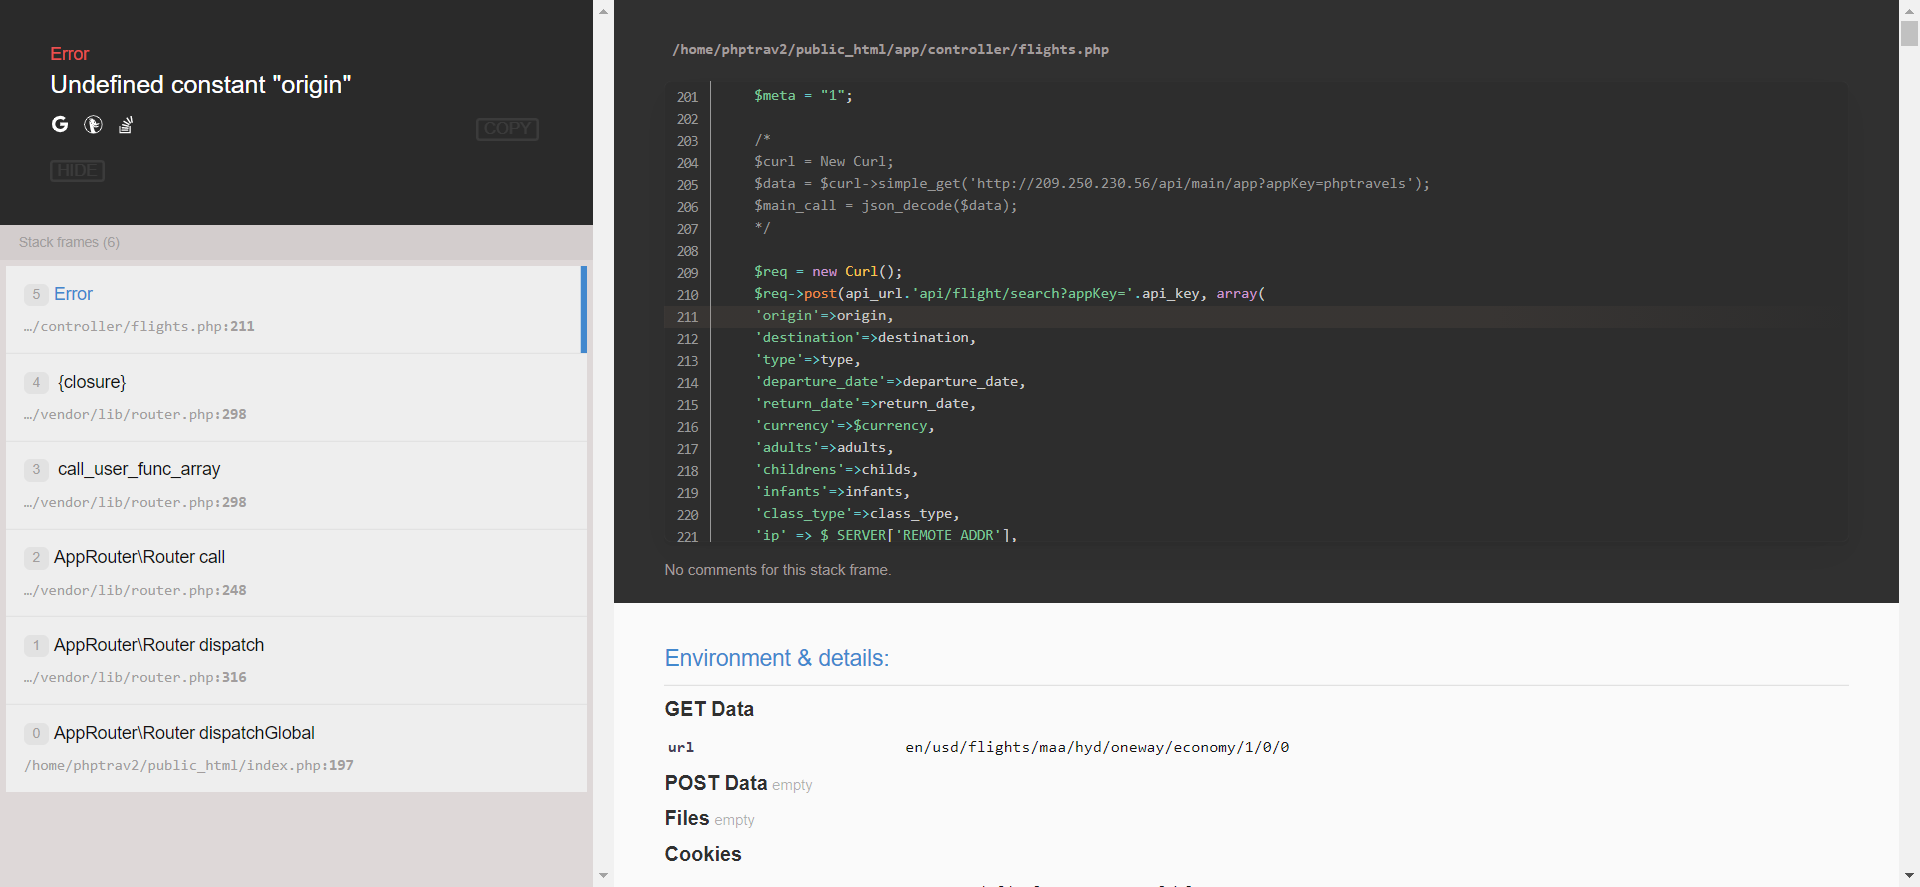 Error
Undefined constant "origin"
COPY
HIDE
Stack frames (6)
5 Error
…/controller/flights.php:211
4 {closure}
…/vendor/lib/router.php:298
3 call_user_func_array
…/vendor/lib/router.php:298
2 AppRouter\Router call
…/vendor/lib/router.php:248
1 AppRouter\Router dispatch
…/vendor/lib/router.php:316
0 AppRouter\Router dispatchGlobal
/home/phptrav2/public_html/index.php:197
/home/phptrav2/public_html/app/controller/flights.php
201 $meta = "1";
202
203 /*
204 $curl = New Curl;
205 $data = $curl->simple_get('http://209.250.230.56/api/main/app?appKey=phptravels');
206 $main_call = json_decode($data);
207 */
208
209 $req = new Curl();
210 $req->post(api_url.'api/flight/search?appKey='.api_key, array(
211 'origin'=>origin,
212 'destination'=>destination,
213 'type'=>type,
214 'departure_date'=>departure_date,
215 'return_date'=>return_date,
216 'currency'=>$currency,
217 'adults'=>adults,
218 'childrens'=>childs,
219 'infants'=>infants,
220 'class_type'=>class_type,
221 'ip' => $_SERVER['REMOTE_ADDR'],
No comments for this stack frame.
Environment & details:
GET Data
url en/usd/flights/maa/hyd/oneway/economy/1/0/0
POST Data empty
Files empty
Cookies